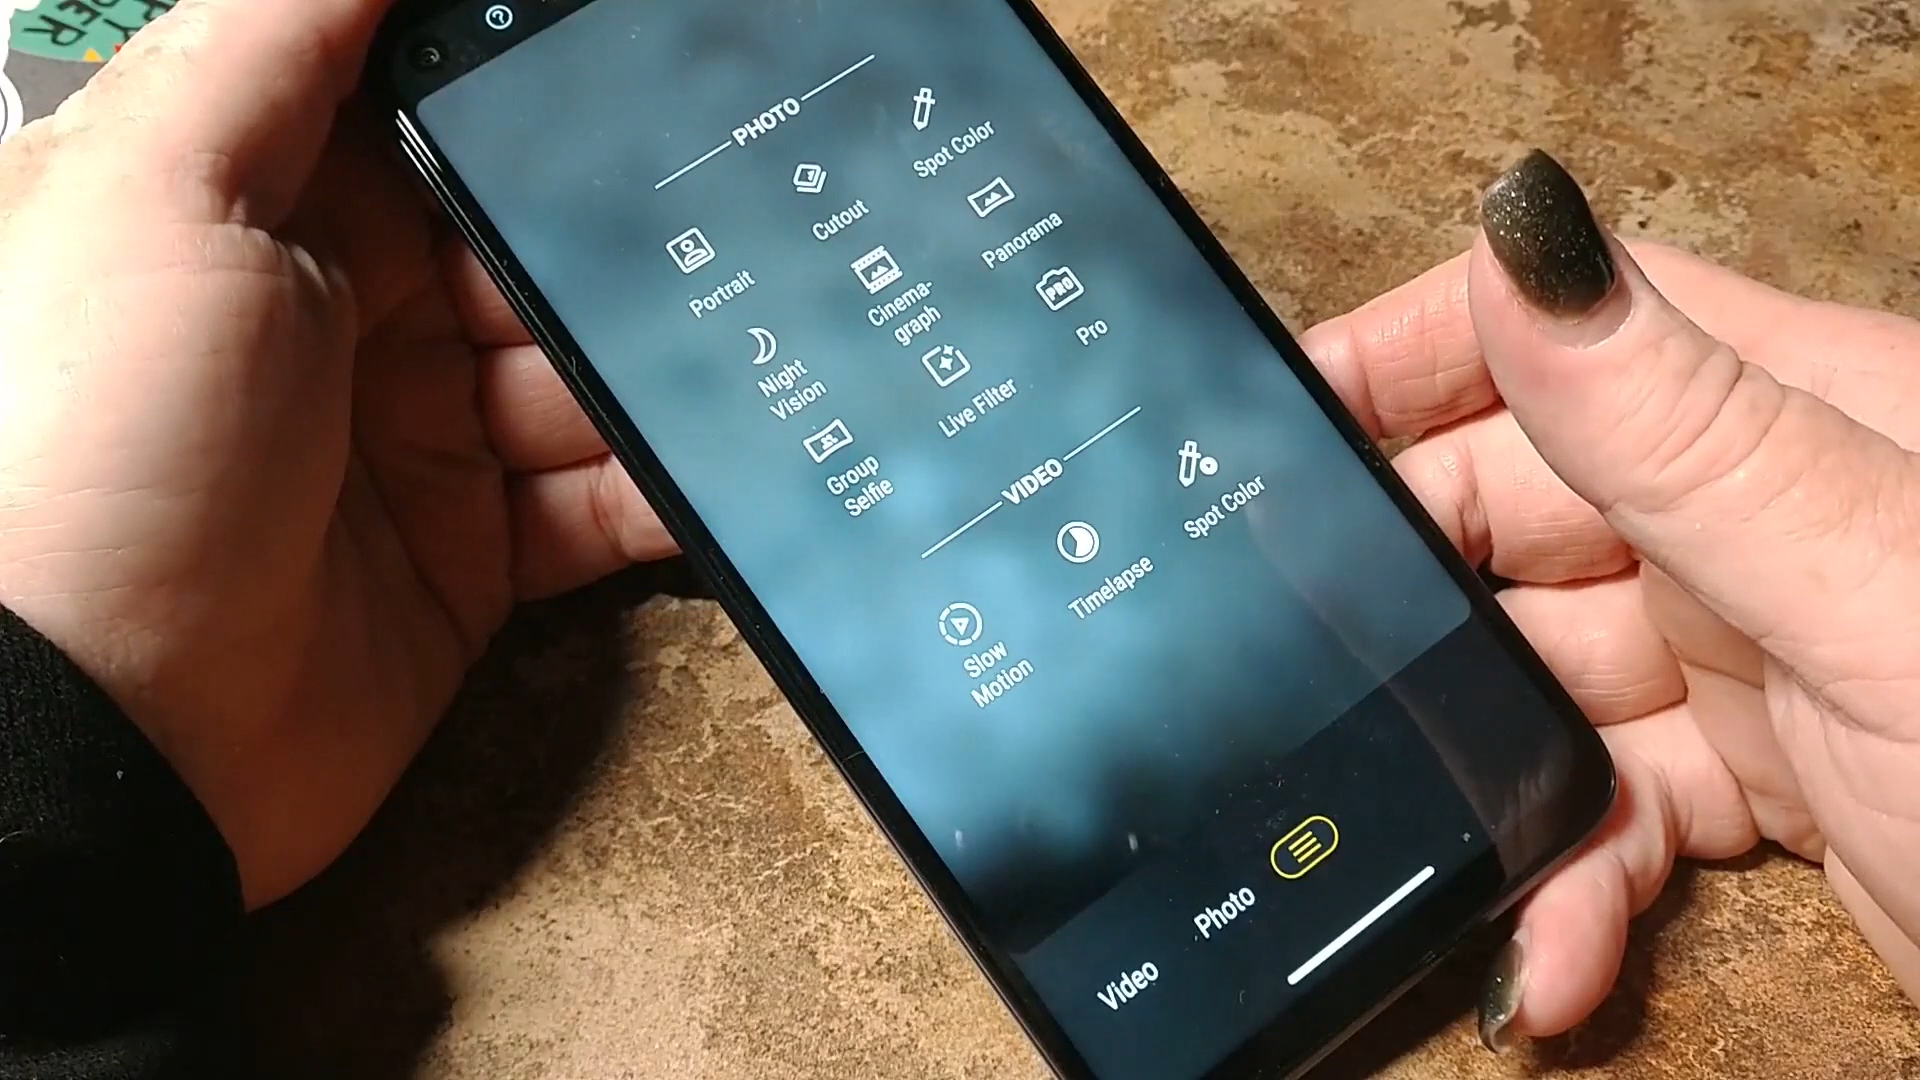 PHOTO
Portrait
Cutout
Spot Color
Night
Vision
Cinema-
graph
Panorama
Group
Selfie
Live Filter
PRO
Pro
VIDEO
Slow
Motion
Timelapse
Spot Color
Video
Photo